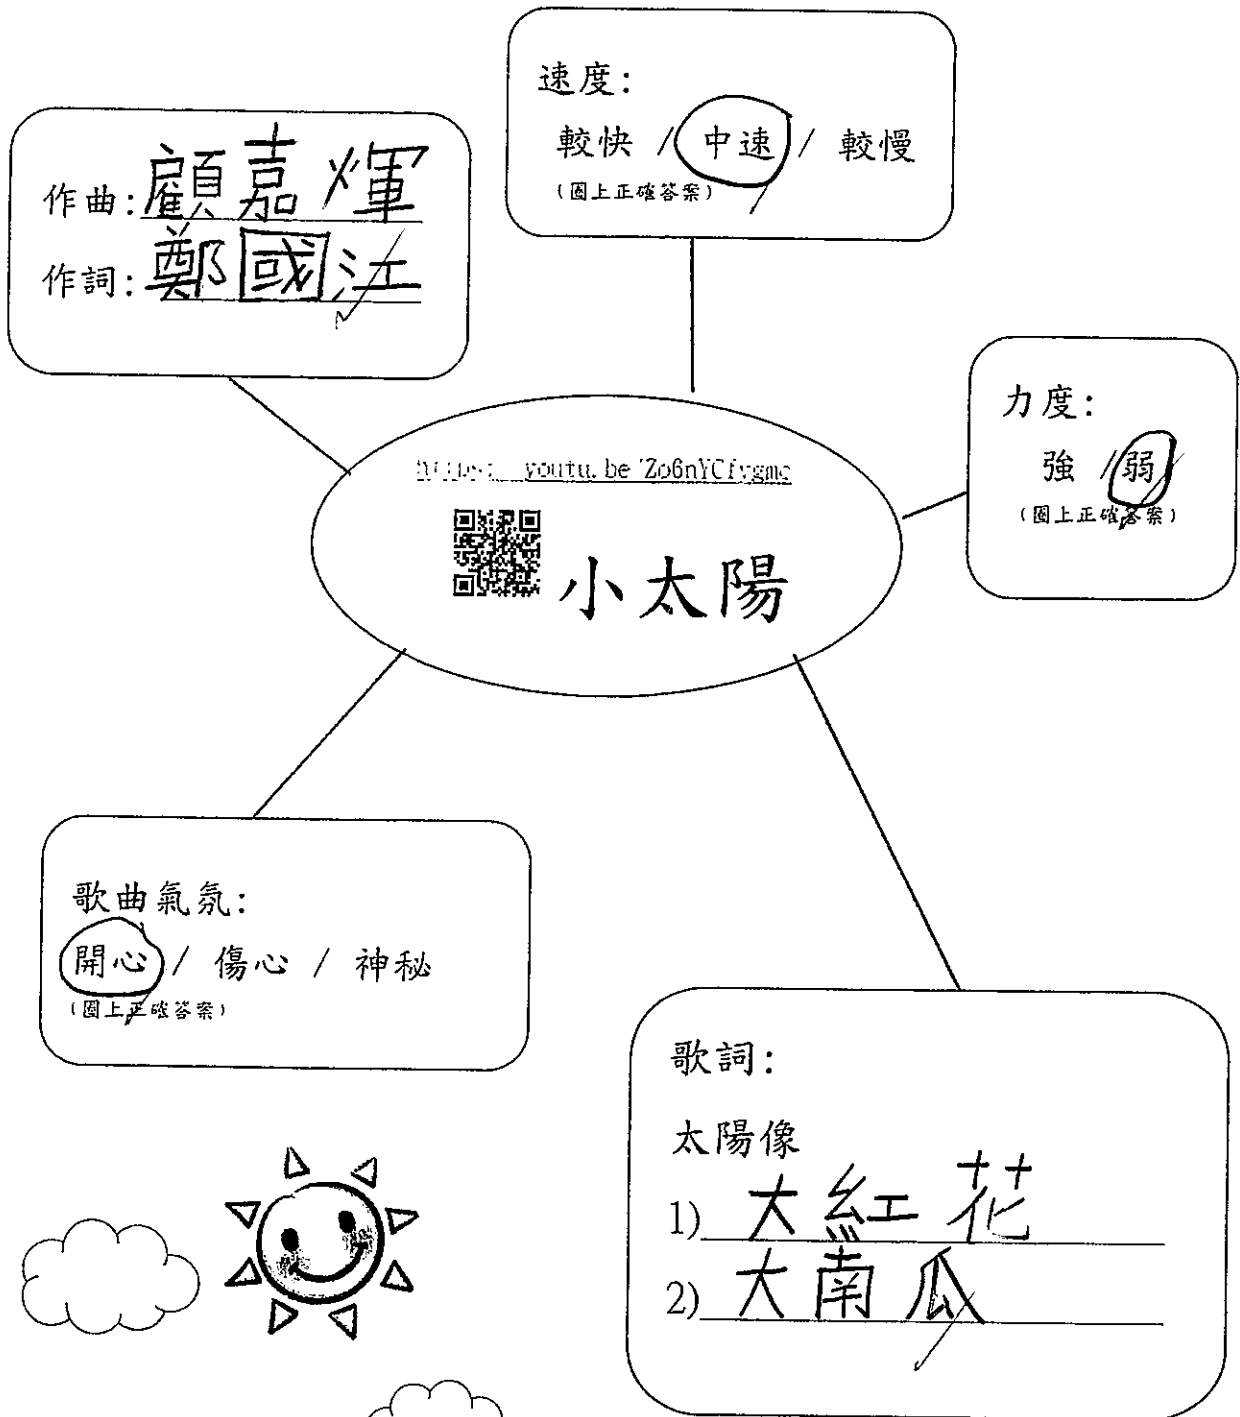 速度:
較快 / 中速 / 較慢
(圈上正確答案)
作曲:顧嘉煇
作詞:鄭國江
力度:
強 / 弱
(圈上正確答案)
小太陽
歌曲氣氛:
開心 / 傷心 / 神秘
(圈上正確答案)
歌詞:
太陽像
1) 大紅花
2) 大南瓜